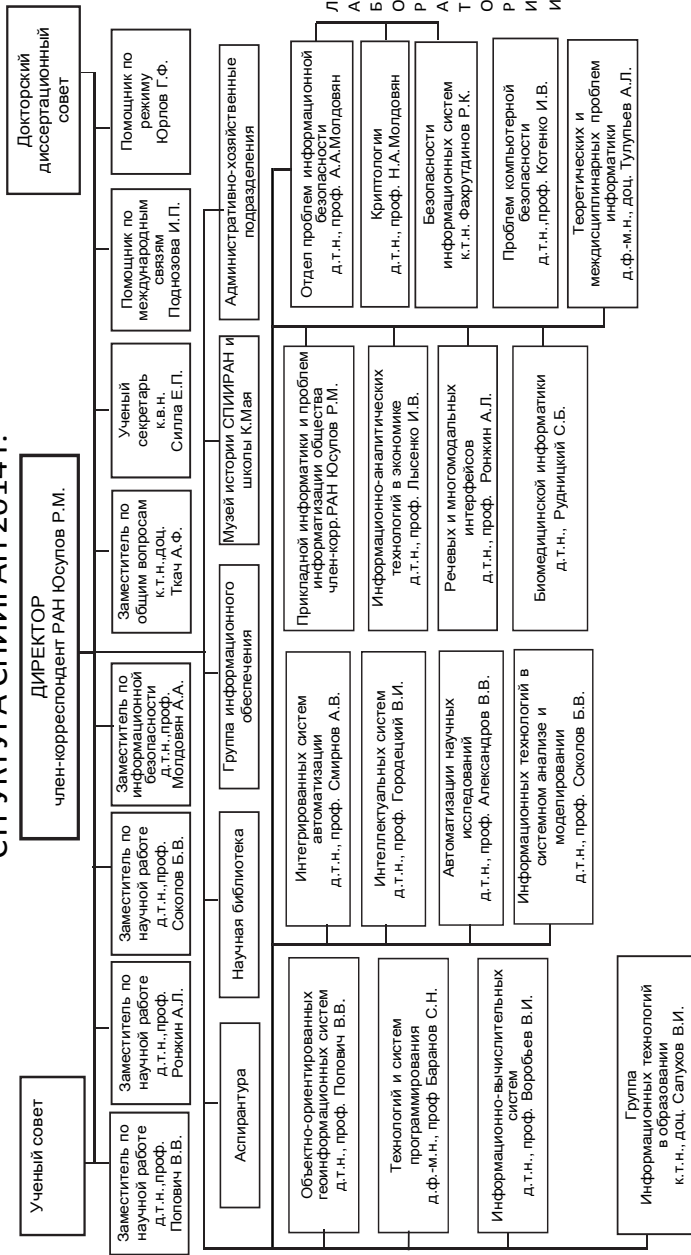 СТРУКТУРА СПИИРАН 2014 г.
Ученый совет
ДИРЕКТОР
член-корреспондент РАН Юсупов Р.М.
Докторский
диссертационный
совет
Заместитель по
научной работе
д.т.н.,проф.
Попович В.В.
Заместитель по
научной работе
д.т.н.,проф.
Ронжин А.Л.
Заместитель по
научной работе
д.т.н.,проф.
Соколов Б.В.
Заместитель по
информационной
безопасности
д.т.н.,проф.
Молдовян А.А.
Заместитель по
общим вопросам
к.т.н.,доц.
Ткач А.Ф.
Ученый
секретарь
к.в.н.
Силла Е.П.
Помощник по
международным
связям
Поднозова И.П.
Помощник по
режиму
Юрлов Г.Ф.
Аспирантура
Научная библиотека
Группа информационного
обеспечения
Музей истории СПИИРАН и
школы К.Мая
Административно-хозяйственные
подразделения
Объектно-ориентированных
геоинформационных систем
д.т.н., проф. Попович В.В.
Технологий и систем
программирования
д.ф.-м.н., проф Баранов С.Н.
Информационно-вычислительных
систем
д.т.н., проф. Воробьев В.И.
Группа
Информационных технологий
в образовании
к.т.н., доц. Салухов В.И.
Интегрированных систем
автоматизации
д.т.н., проф. Смирнов А.В.
Интеллектуальных систем
д.т.н., проф. Городецкий В.И.
Автоматизации научных
исследований
д.т.н., проф. Александров В.В.
Информационных технологий в
системном анализе и
моделировании
д.т.н., проф. Соколов Б.В.
Прикладной информатики и проблем
информатизации общества
член-корр.РАН Юсупов Р.М.
Информационно-аналитических
технологий в экономике
д.т.н., проф. Лысенко И.В.
Речевых и многомодальных
интерфейсов
д.т.н., проф. Ронжин А.Л.
Биомедицинской информатики
д.т.н., Рудницкий С.Б.
Отдел проблем информационной
безопасности
д.т.н., проф. А.А.Молдовян
Криптологии
д.т.н., проф. Н.А.Молдовян
Безопасности
информационных систем
к.т.н. Фахрутдинов Р.К.
Проблем компьютерной
безопасности
д.т.н.,проф. Котенко И.В.
Теоретических и
междисциплинарных проблем
информатики
д.ф.-м.н., доц. Тулупьев А.Л.
Л
А
Б
О
Р
А
Т
О
Р
И
И